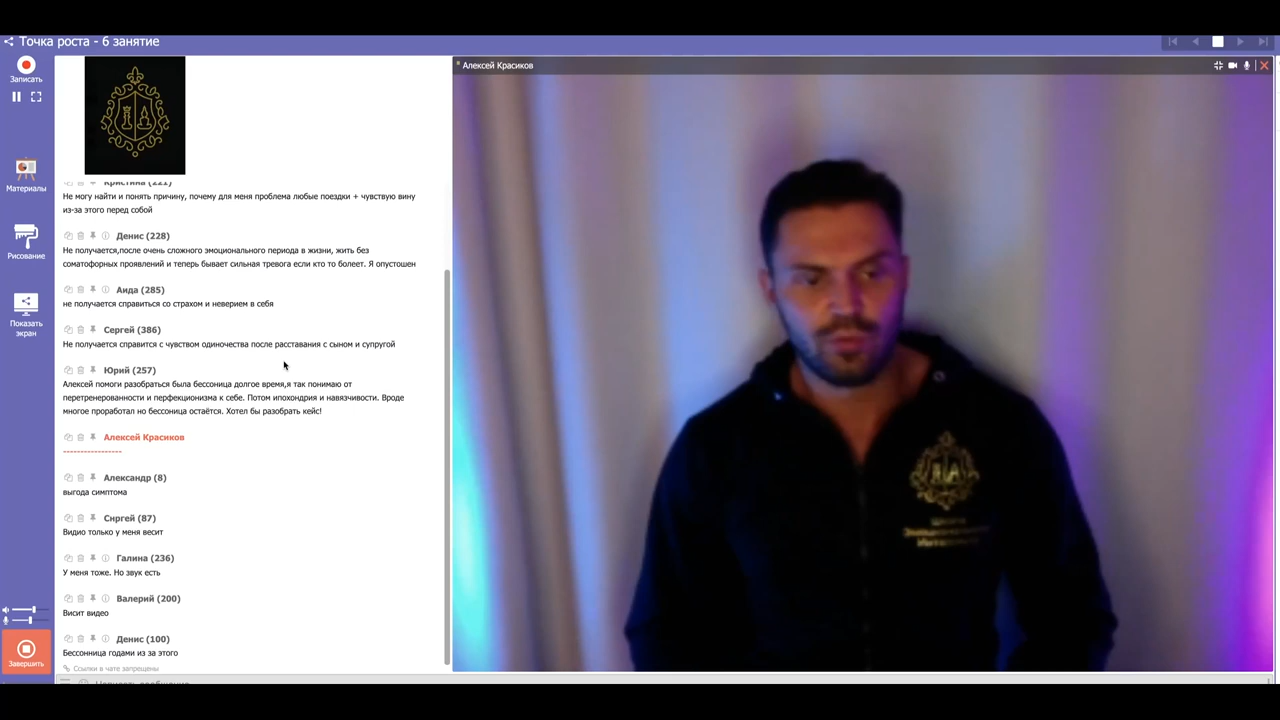 Точка роста - 6 занятие
Записать
Материалы
Рисование
Показать
экран
Завершить
Кристина (221)
Не могу найти и понять причину, почему для меня проблема любые поездки + чувствую вину
из-за этого перед собой
Денис (228)
Не получается,после очень сложного эмоционального периода в жизни, жить без
соматофорных проявлений и теперь бывает сильная тревога если кто то болеет. Я опустошен
Аида (285)
не получается справиться со страхом и неверием в себя
Сергей (386)
Не получается справится с чувством одиночества после расставания с сыном и супругой
Юрий (257)
Алексей помоги разобраться была бессоница долгое время,я так понимаю от
перетренерованности и перфекционизма к себе. Потом ипохондрия и навязчивости. Вроде
многое проработал но бессоница остаётся. Хотел бы разобрать кейс!
Алексей Красиков
-----------------
Александр (8)
выгода симптома
Снргей (87)
Видио только у меня весит
Галина (236)
У меня тоже. Но звук есть
Валерий (200)
Висит видео
Денис (100)
Бессонница годами из за этого
Ссылки в чате запрещены
Алексей Красиков